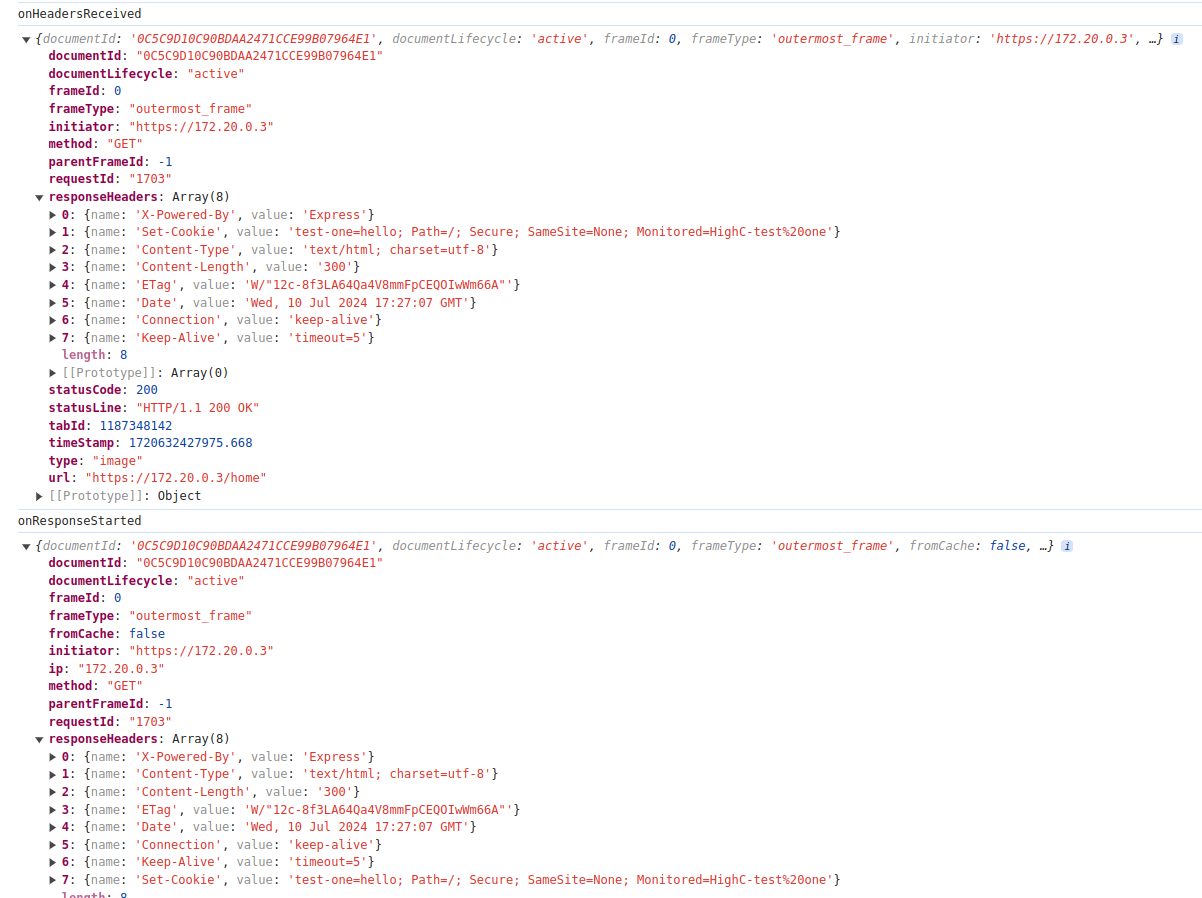 onHeadersReceived
{documentId: '0C5C9D10C90BDAA2471CCE99B07964E1', documentLifecycle: 'active', frameId: 0, frameType: 'outermost_frame', initiator: 'https://172.20.0.3', …} i
documentId: "0C5C9D10C90BDAA2471CCE99B07964E1"
documentLifecycle: "active"
frameId: 0
frameType: "outermost_frame"
initiator: "https://172.20.0.3"
method: "GET"
parentFrameId: -1
requestId: "1703"
responseHeaders: Array(8)
0: {name: 'X-Powered-By', value: 'Express'}
1: {name: 'Set-Cookie', value: 'test-one=hello; Path=/; Secure; SameSite=None; Monitored=HighC-test%20one'}
2: {name: 'Content-Type', value: 'text/html; charset=utf-8'}
3: {name: 'Content-Length', value: '300'}
4: {name: 'ETag', value: 'W/"12c-8f3LA64Qa4V8mmFpCEQOIwWm66A"'}
5: {name: 'Date', value: 'Wed, 10 Jul 2024 17:27:07 GMT'}
6: {name: 'Connection', value: 'keep-alive'}
7: {name: 'Keep-Alive', value: 'timeout=5'}
length: 8
[[Prototype]]: Array(0)
statusCode: 200
statusLine: "HTTP/1.1 200 OK"
tabId: 1187348142
timeStamp: 1720632427975.668
type: "image"
url: "https://172.20.0.3/home"
[[Prototype]]: Object
onResponseStarted
{documentId: '0C5C9D10C90BDAA2471CCE99B07964E1', documentLifecycle: 'active', frameId: 0, frameType: 'outermost_frame', fromCache: false, …} i
documentId: "0C5C9D10C90BDAA2471CCE99B07964E1"
documentLifecycle: "active"
frameId: 0
frameType: "outermost_frame"
fromCache: false
initiator: "https://172.20.0.3"
ip: "172.20.0.3"
method: "GET"
parentFrameId: -1
requestId: "1703"
responseHeaders: Array(8)
0: {name: 'X-Powered-By', value: 'Express'}
1: {name: 'Content-Type', value: 'text/html; charset=utf-8'}
2: {name: 'Content-Length', value: '300'}
3: {name: 'ETag', value: 'W/"12c-8f3LA64Qa4V8mmFpCEQOIwWm66A"'}
4: {name: 'Date', value: 'Wed, 10 Jul 2024 17:27:07 GMT'}
5: {name: 'Connection', value: 'keep-alive'}
6: {name: 'Keep-Alive', value: 'timeout=5'}
7: {name: 'Set-Cookie', value: 'test-one=hello; Path=/; Secure; SameSite=None; Monitored=HighC-test%20one'}
length: 8